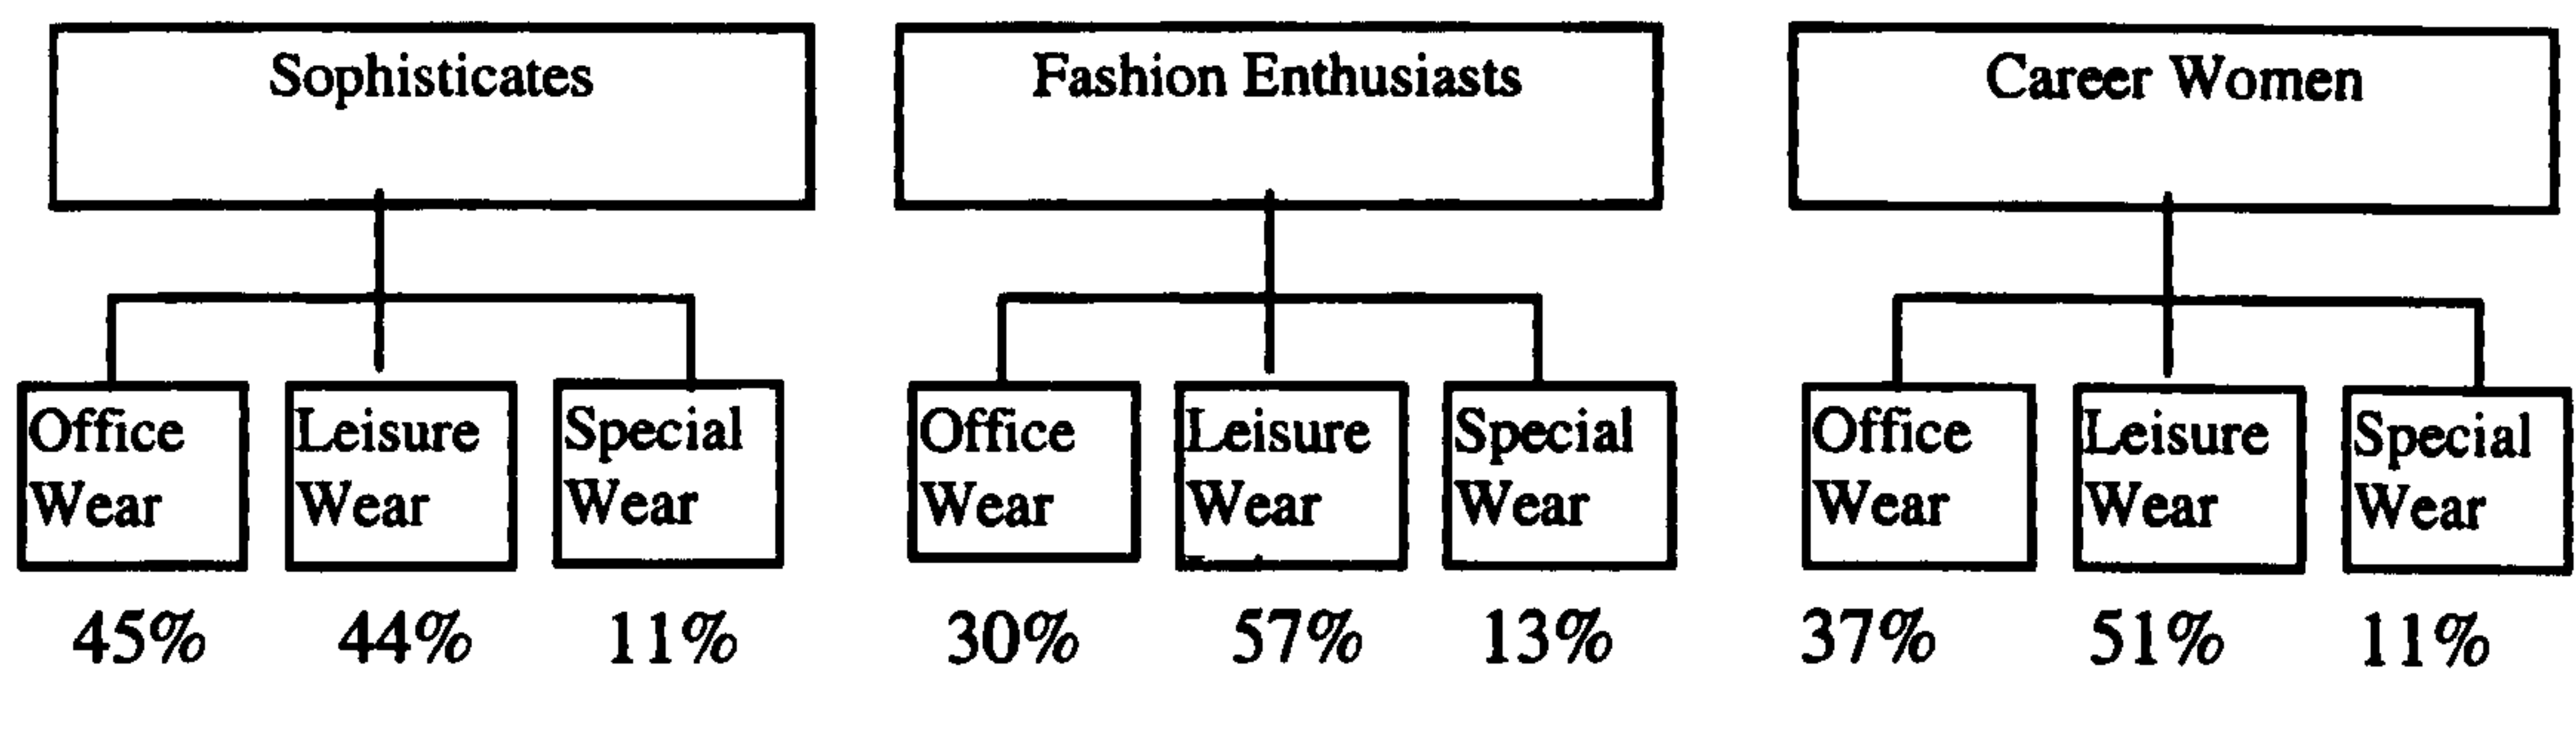 Sophisticates
Office
Wear
Leisure
Wear
Special
Wear
45% 44% 11%
Fashion Enthusiasts
Office
Wear
Leisure
Wear
Special
Wear
30% 57% 13%
Career Women
Office
Wear
Leisure
Wear
Special
Wear
37% 51% 11%